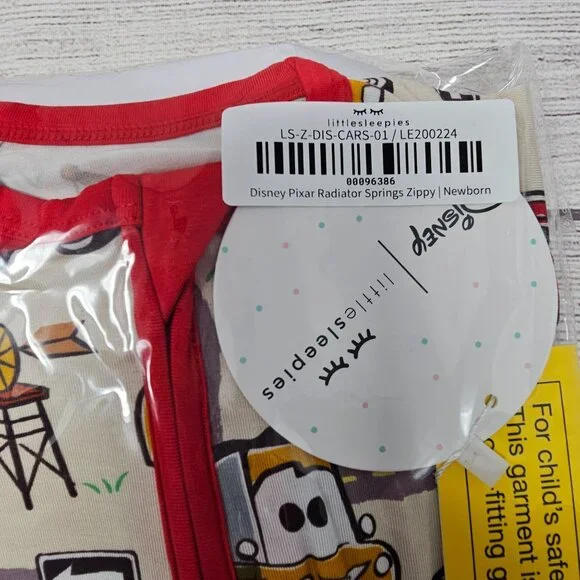 littlesleepies
LS-Z-DIS-CARS-01 / LE200224
00096386
Disney Pixar Radiator Springs Zippy | Newborn
Disney |
littlesleepies
For child's safe
This garment i
fitting g